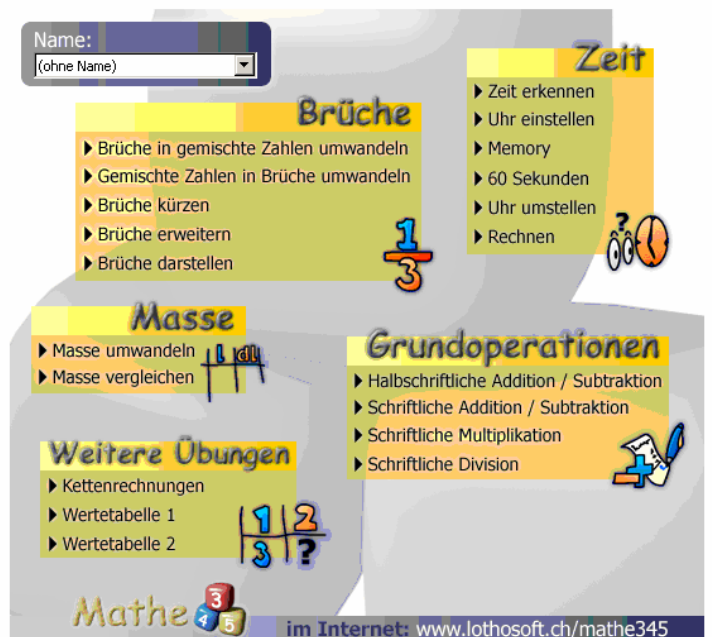 Name:
(ohne Name)
Zeit
Zeit erkennen
Uhr einstellen
Memory
60 Sekunden
Uhr umstellen
Rechnen
?
Brüche
Brüche in gemischte Zahlen umwandeln
Gemischte Zahlen in Brüche umwandeln
Brüche kürzen
Brüche erweitern
Brüche darstellen
1
3
Masse
Masse umwandeln
Masse vergleichen
l dl
Grundoperationen
Halbschriftliche Addition / Subtraktion
Schriftliche Addition / Subtraktion
Schriftliche Multiplikation
Schriftliche Division
Weitere Übungen
Kettenrechnungen
Wertetabelle 1
Wertetabelle 2
1 2
3 ?
Mathe 3 4 5
im Internet: www.lothosoft.ch/mathe345